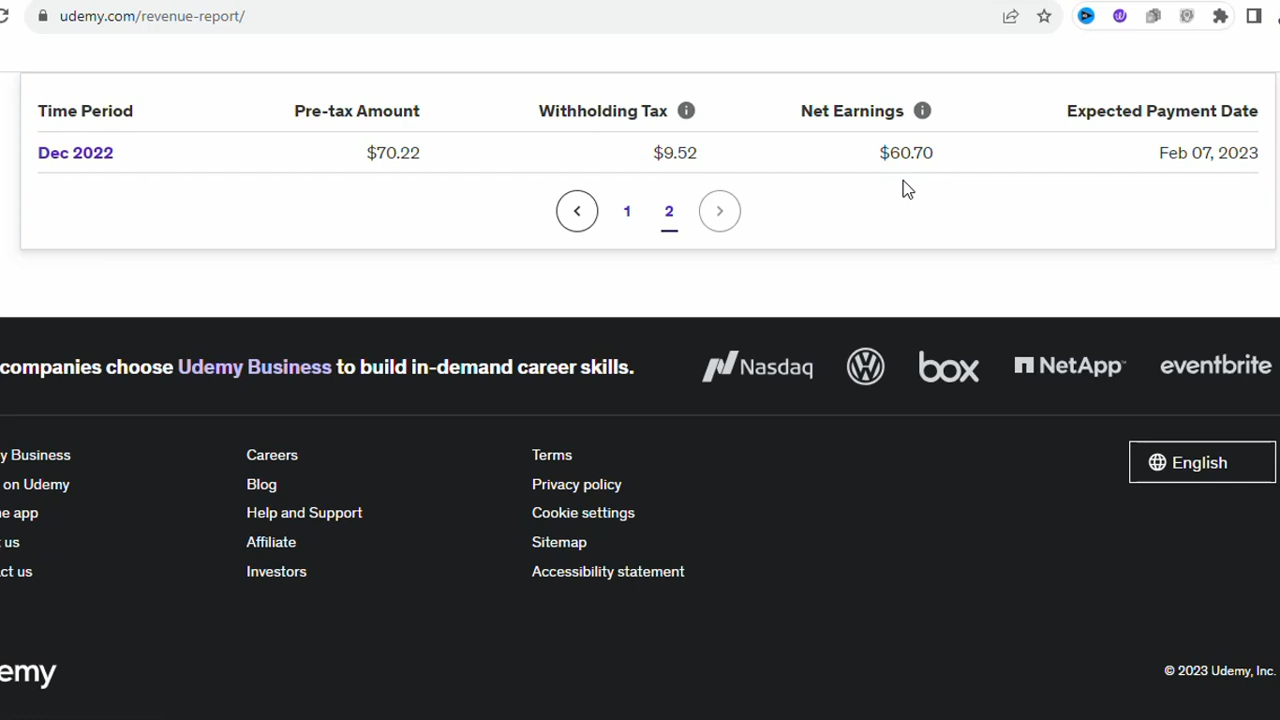 udemy.com/revenue-report/
Time Period Pre-tax Amount Withholding Tax Net Earnings Expected Payment Date
Dec 2022 $70.22 $9.52 $60.70 Feb 07, 2023
1 2
companies choose Udemy Business to build in-demand career skills. Nasdaq box NetApp eventbrite
y Business Careers Terms English
on Udemy Blog Privacy policy
e app Help and Support Cookie settings
us Affiliate Sitemap
ct us Investors Accessibility statement
emy © 2023 Udemy, Inc.